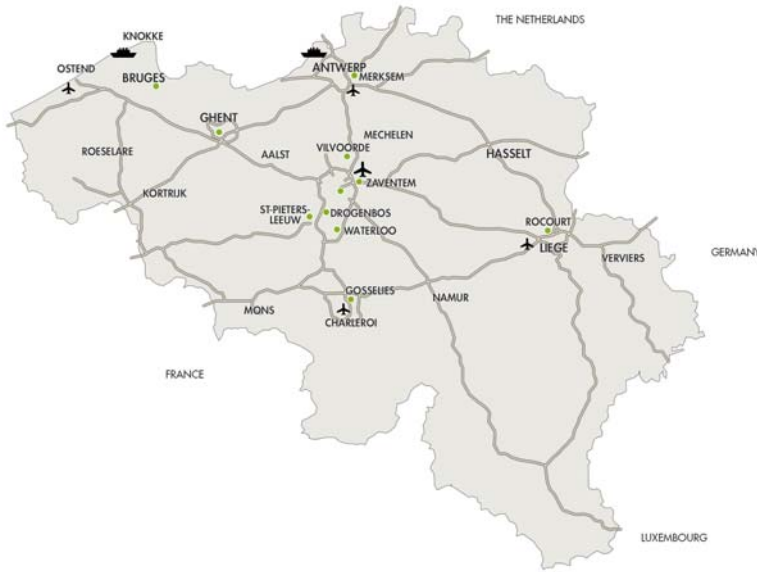 THE NETHERLANDS
KNOKKE
OSTEND
BRUGES
ANTWERP
MERKSEM
GHENT
ROESELARE
AALST
VILVOORDE
MECHELEN
HASSELT
KORTRIJK
ZAVENTEM
ST-PIETERS-
LEEUW
DROGENBOS
WATERLOO
ROCOURT
LIEGE
VERVIERS
GERMANY
GOSSELIES
NAMUR
MONS
CHARLEROI
FRANCE
LUXEMBOURG